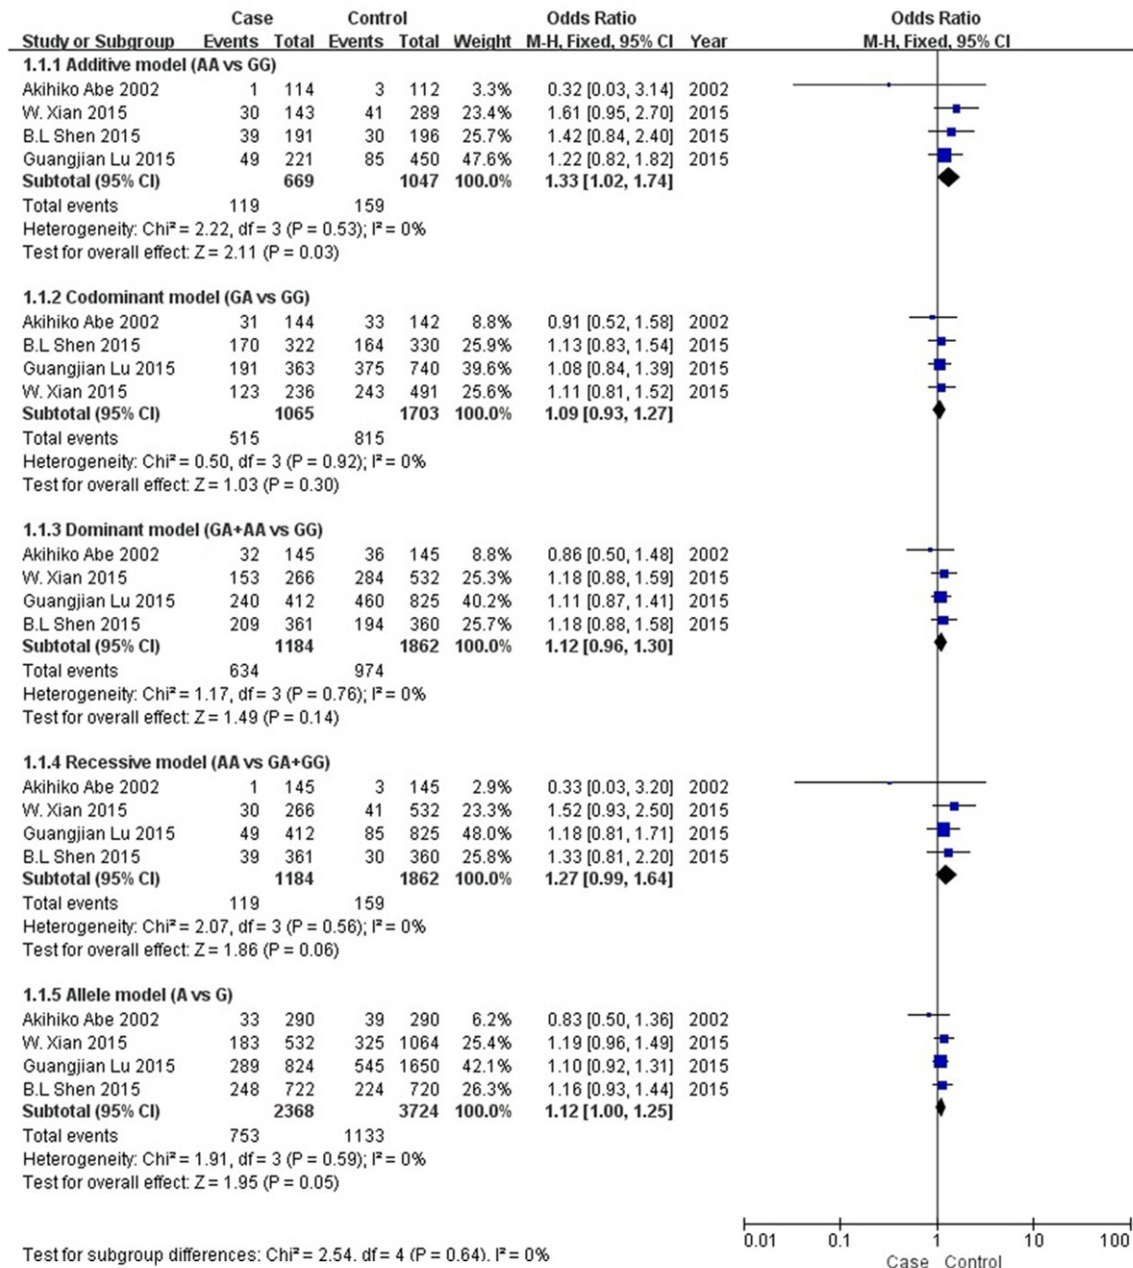 Case Control Odds Ratio Odds Ratio
Study or Subgroup Events Total Events Total Weight M-H, Fixed, 95% CI Year M-H, Fixed, 95% CI
1.1.1 Additive model (AA vs GG)
Akihiko Abe 2002 1 114 3 112 3.3% 0.32 [0.03, 3.14] 2002
W. Xian 2015 30 143 41 289 23.4% 1.61 [0.95, 2.70] 2015
B.L Shen 2015 39 191 30 196 25.7% 1.42 [0.84, 2.40] 2015
Guangjian Lu 2015 49 221 85 450 47.6% 1.22 [0.82, 1.82] 2015
Subtotal (95% CI) 669 1047 100.0% 1.33 [1.02, 1.74]
Total events 119 159
Heterogeneity: Chi² = 2.22, df = 3 (P = 0.53); I² = 0%
Test for overall effect: Z = 2.11 (P = 0.03)
1.1.2 Codominant model (GA vs GG)
Akihiko Abe 2002 31 144 33 142 8.8% 0.91 [0.52, 1.58] 2002
B.L Shen 2015 170 322 164 330 25.9% 1.13 [0.83, 1.54] 2015
Guangjian Lu 2015 191 363 375 740 39.6% 1.08 [0.84, 1.39] 2015
W. Xian 2015 123 236 243 491 25.6% 1.11 [0.81, 1.52] 2015
Subtotal (95% CI) 1065 1703 100.0% 1.09 [0.93, 1.27]
Total events 515 815
Heterogeneity: Chi² = 0.50, df = 3 (P = 0.92); I² = 0%
Test for overall effect: Z = 1.03 (P = 0.30)
1.1.3 Dominant model (GA+AA vs GG)
Akihiko Abe 2002 32 145 36 145 8.8% 0.86 [0.50, 1.48] 2002
W. Xian 2015 153 266 284 532 25.3% 1.18 [0.88, 1.59] 2015
Guangjian Lu 2015 240 412 460 825 40.2% 1.11 [0.87, 1.41] 2015
B.L Shen 2015 209 361 194 360 25.7% 1.18 [0.88, 1.58] 2015
Subtotal (95% CI) 1184 1862 100.0% 1.12 [0.96, 1.30]
Total events 634 974
Heterogeneity: Chi² = 1.17, df = 3 (P = 0.76); I² = 0%
Test for overall effect: Z = 1.49 (P = 0.14)
1.1.4 Recessive model (AA vs GA+GG)
Akihiko Abe 2002 1 145 3 145 2.9% 0.33 [0.03, 3.20] 2002
W. Xian 2015 30 266 41 532 23.3% 1.52 [0.93, 2.50] 2015
Guangjian Lu 2015 49 412 85 825 48.0% 1.18 [0.81, 1.71] 2015
B.L Shen 2015 39 361 30 360 25.8% 1.33 [0.81, 2.20] 2015
Subtotal (95% CI) 1184 1862 100.0% 1.27 [0.99, 1.64]
Total events 119 159
Heterogeneity: Chi² = 2.07, df = 3 (P = 0.56); I² = 0%
Test for overall effect: Z = 1.86 (P = 0.06)
1.1.5 Allele model (A vs G)
Akihiko Abe 2002 33 290 39 290 6.2% 0.83 [0.50, 1.36] 2002
W. Xian 2015 183 532 325 1064 25.4% 1.19 [0.96, 1.49] 2015
Guangjian Lu 2015 289 824 545 1650 42.1% 1.10 [0.92, 1.31] 2015
B.L Shen 2015 248 722 224 720 26.3% 1.16 [0.93, 1.44] 2015
Subtotal (95% CI) 2368 3724 100.0% 1.12 [1.00, 1.25]
Total events 753 1133
Heterogeneity: Chi² = 1.91, df = 3 (P = 0.59); I² = 0%
Test for overall effect: Z = 1.95 (P = 0.05)
0.01 0.1 1 10 100
Test for subgroup differences: Chi² = 2.54. df = 4 (P = 0.64). I² = 0%
Case Control